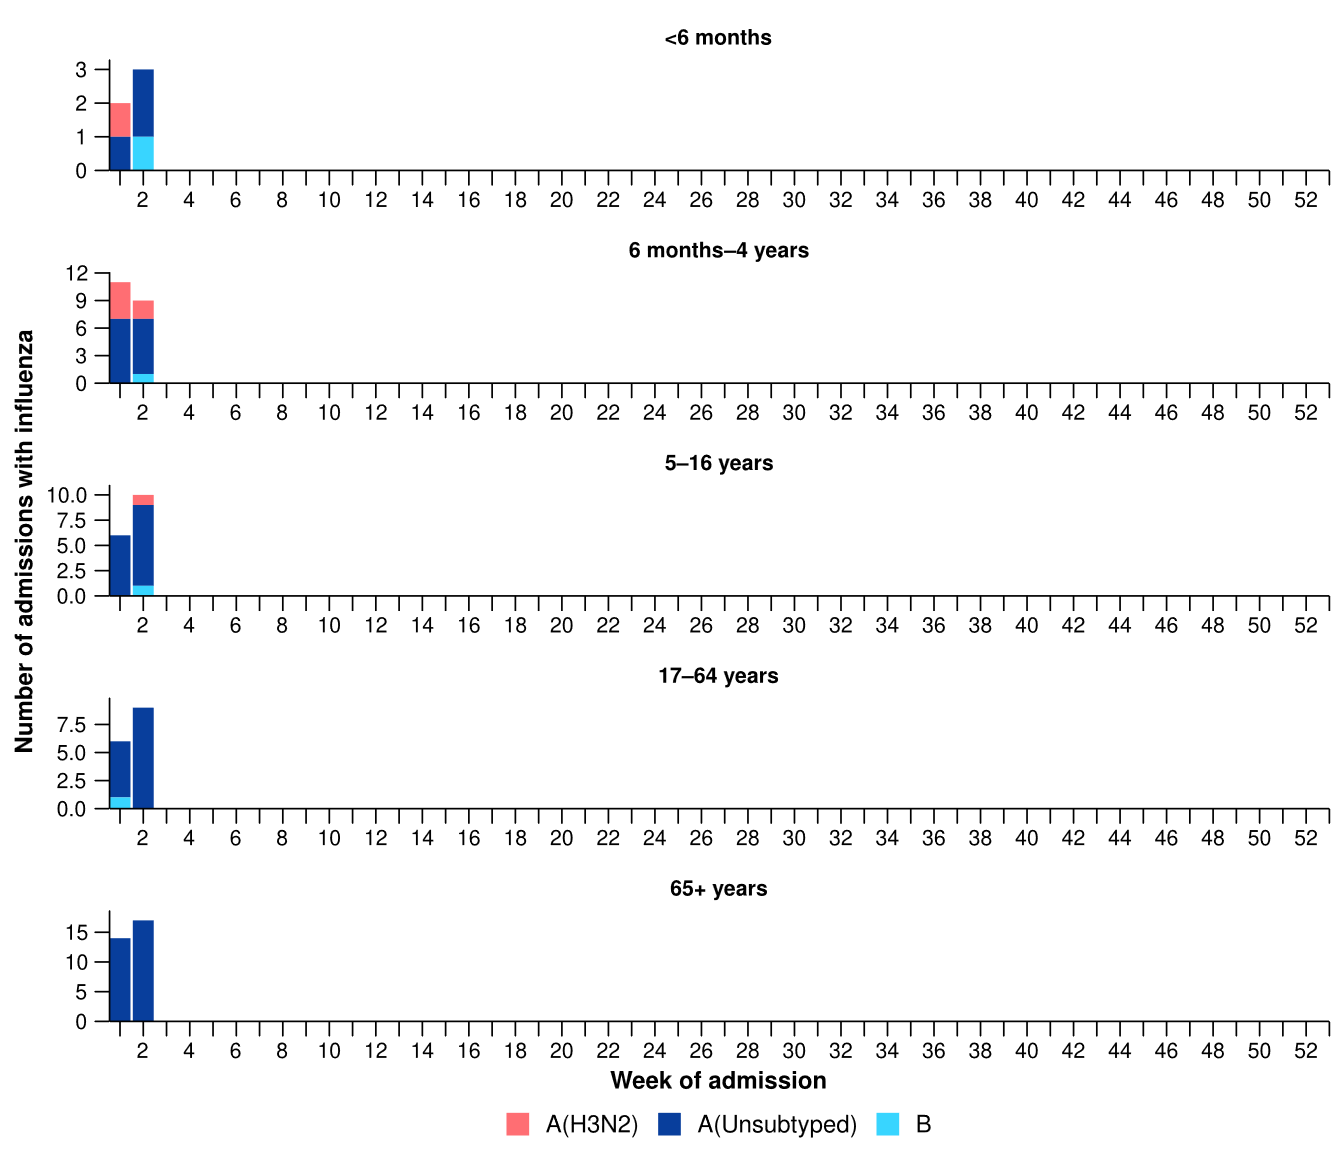 <6 months
3
2
1
0
2 4 6 8 10 12 14 16 18 20 22 24 26 28 30 32 34 36 38 40 42 44 46 48 50 52
6 months–4 years
12
9
6
3
0
2 4 6 8 10 12 14 16 18 20 22 24 26 28 30 32 34 36 38 40 42 44 46 48 50 52
Number of admissions with influenza
5–16 years
10.0
7.5
5.0
2.5
0.0
2 4 6 8 10 12 14 16 18 20 22 24 26 28 30 32 34 36 38 40 42 44 46 48 50 52
17–64 years
7.5
5.0
2.5
0.0
2 4 6 8 10 12 14 16 18 20 22 24 26 28 30 32 34 36 38 40 42 44 46 48 50 52
65+ years
15
10
5
0
2 4 6 8 10 12 14 16 18 20 22 24 26 28 30 32 34 36 38 40 42 44 46 48 50 52
Week of admission
A(H3N2) A(Unsubtyped) B